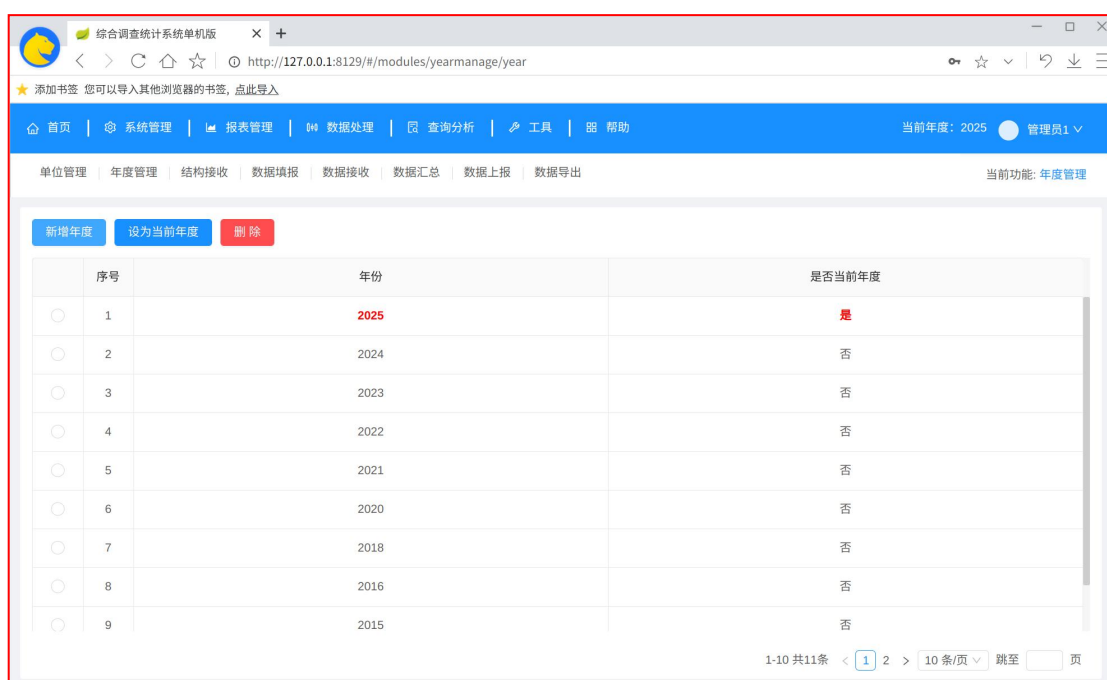 综合调查统计系统单机版
http://127.0.0.1:8129/#/modules/yearmanage/year
添加书签 您可以导入其他浏览器的书签, 点此导入
首页 系统管理 报表管理 数据处理 查询分析 工具 帮助 当前年度：2025 管理员1
单位管理 年度管理 结构接收 数据填报 数据接收 数据汇总 数据上报 数据导出 当前功能: 年度管理
新增年度 设为当前年度 删 除
序号 年份 是否当前年度
1 2025 是
2 2024 否
3 2023 否
4 2022 否
5 2021 否
6 2020 否
7 2018 否
8 2016 否
9 2015 否
1-10 共11条 < 1 2 > 10 条/页 跳至 页